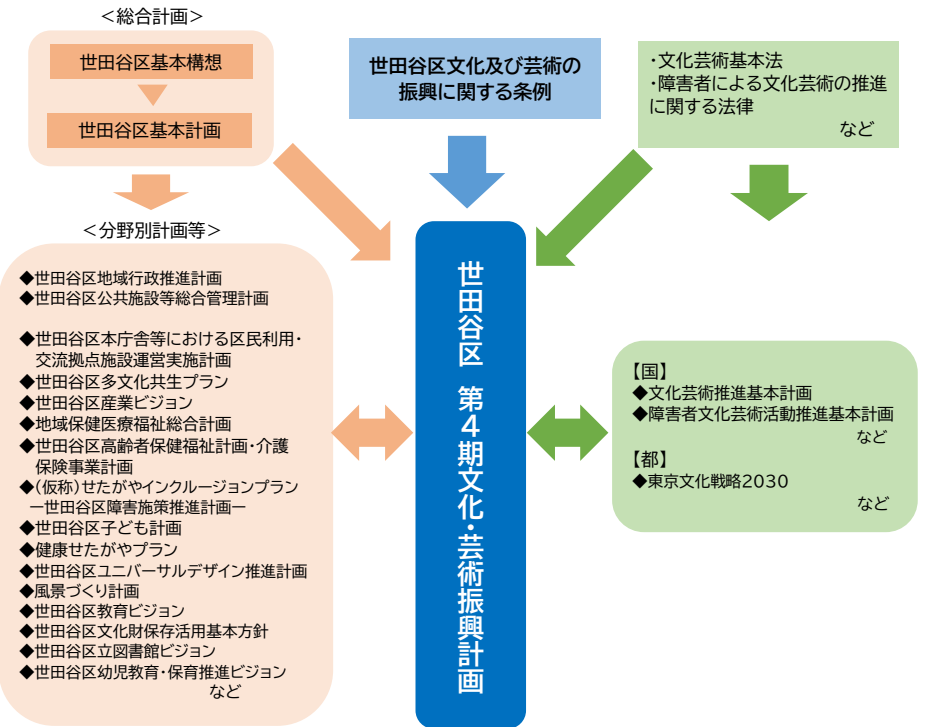 ＜総合計画＞
世田谷区基本構想
世田谷区基本計画
世田谷区文化及び芸術の
振興に関する条例
・文化芸術基本法
・障害者による文化芸術の推進
に関する法律
など
＜分野別計画等＞
◆世田谷区地域行政推進計画
◆世田谷区公共施設等総合管理計画
◆世田谷区本庁舎等における区民利用・
交流拠点施設運営実施計画
◆世田谷区多文化共生プラン
◆世田谷区産業ビジョン
◆地域保健医療福祉総合計画
◆世田谷区高齢者保健福祉計画・介護
保険事業計画
◆(仮称)せたがやインクルージョンプラン
ー世田谷区障害施策推進計画ー
◆世田谷区子ども計画
◆健康せたがやプラン
◆世田谷区ユニバーサルデザイン推進計画
◆風景づくり計画
◆世田谷区教育ビジョン
◆世田谷区文化財保存活用基本方針
◆世田谷区立図書館ビジョン
◆世田谷区幼児教育・保育推進ビジョン
など
世田谷区 第4期文化・芸術振興計画
【国】
◆文化芸術推進基本計画
◆障害者文化芸術活動推進基本計画
など
【都】
◆東京文化戦略2030
など